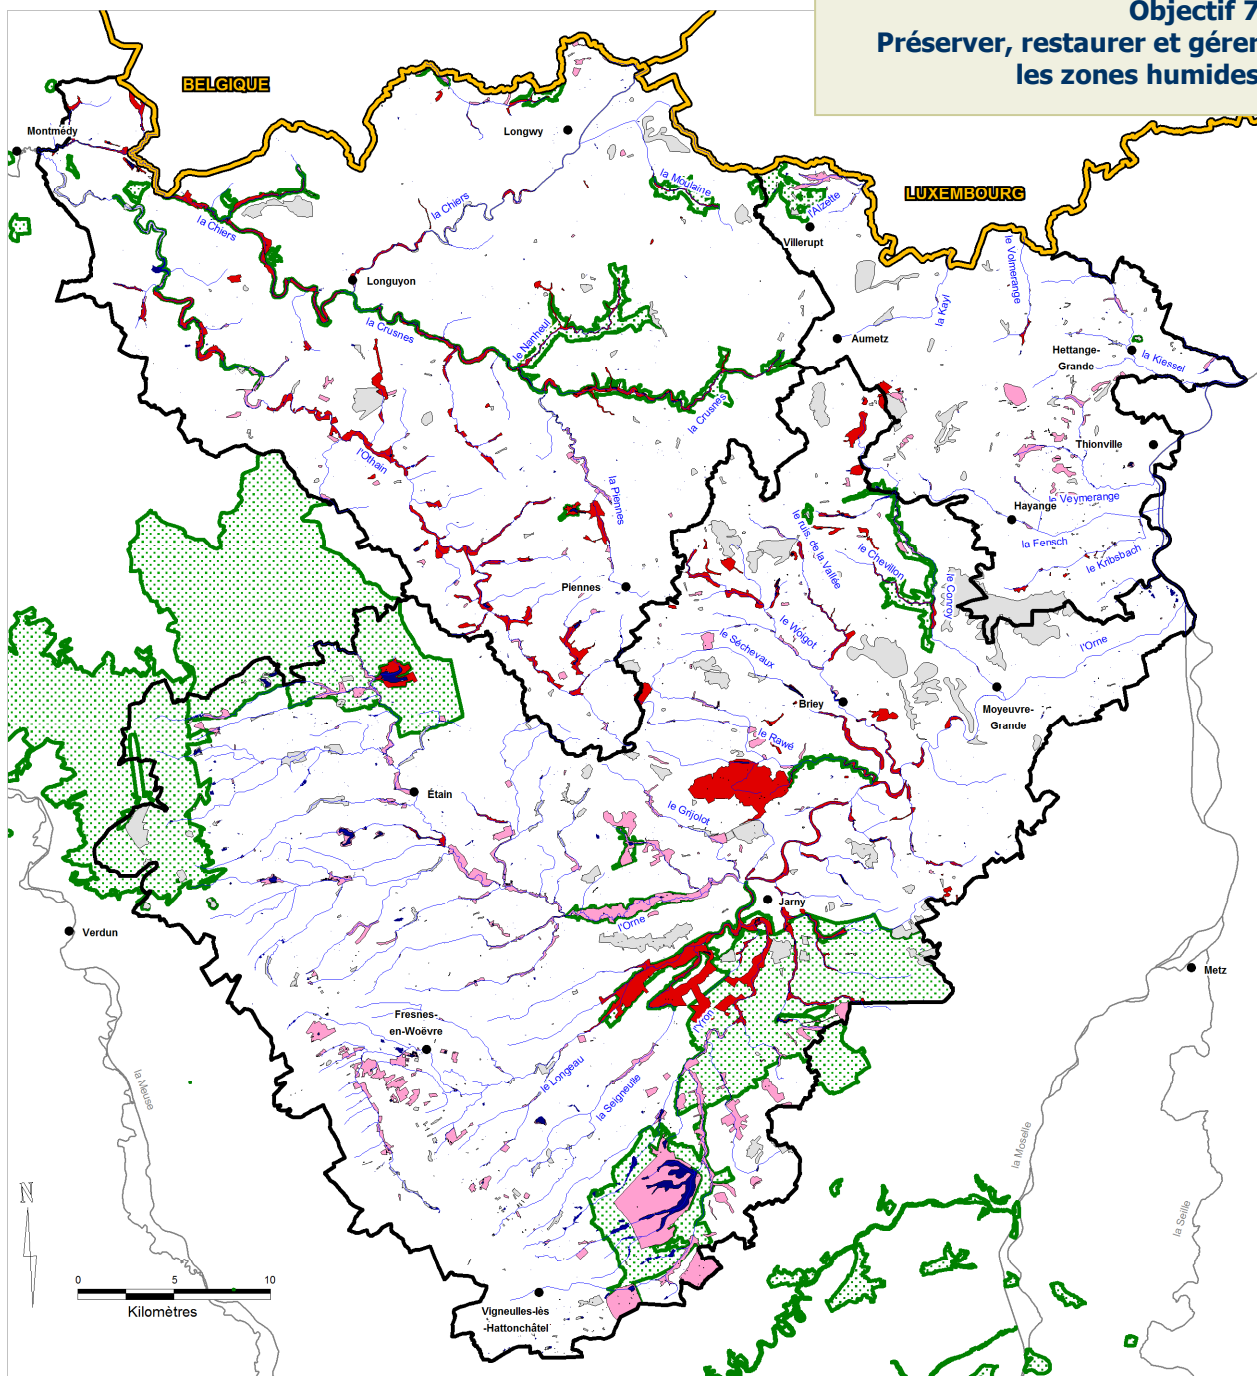 Objectif 7
Préserver, restaurer et gérer
les zones humides
BELGIQUE
Montmédy
Longwy
la Moulaine
LUXEMBOURG
la Chiers
l'Alzette
la Chiers
Villerupt
le Volmerange
Longuyon
la Kayl
la Crusnes
le Nanheul
Aumetz
Hettange-
Grande
la Kiessel
la Crusnes
Thionville
l'Othain
la Piennes
Veymerange
Hayange
le ruis. de la Vallée
la Fensch
le Chevillon
le Kribsbach
Piennes
le Conroy
le Woigot
le Séchevaux
l'Orne
Briey
Moyeuvre-
Grande
le Rawé
Étain
le Grijolot
Jarny
l'Orne
Verdun
Metz
Fresnes-
en-Woëvre
l'Yron
le Longeau
la Seigneulle
la Meuse
la Moselle
la Seille
N
0 5 10
Kilomètres
Vigneulles-lès
-Hattonchâtel